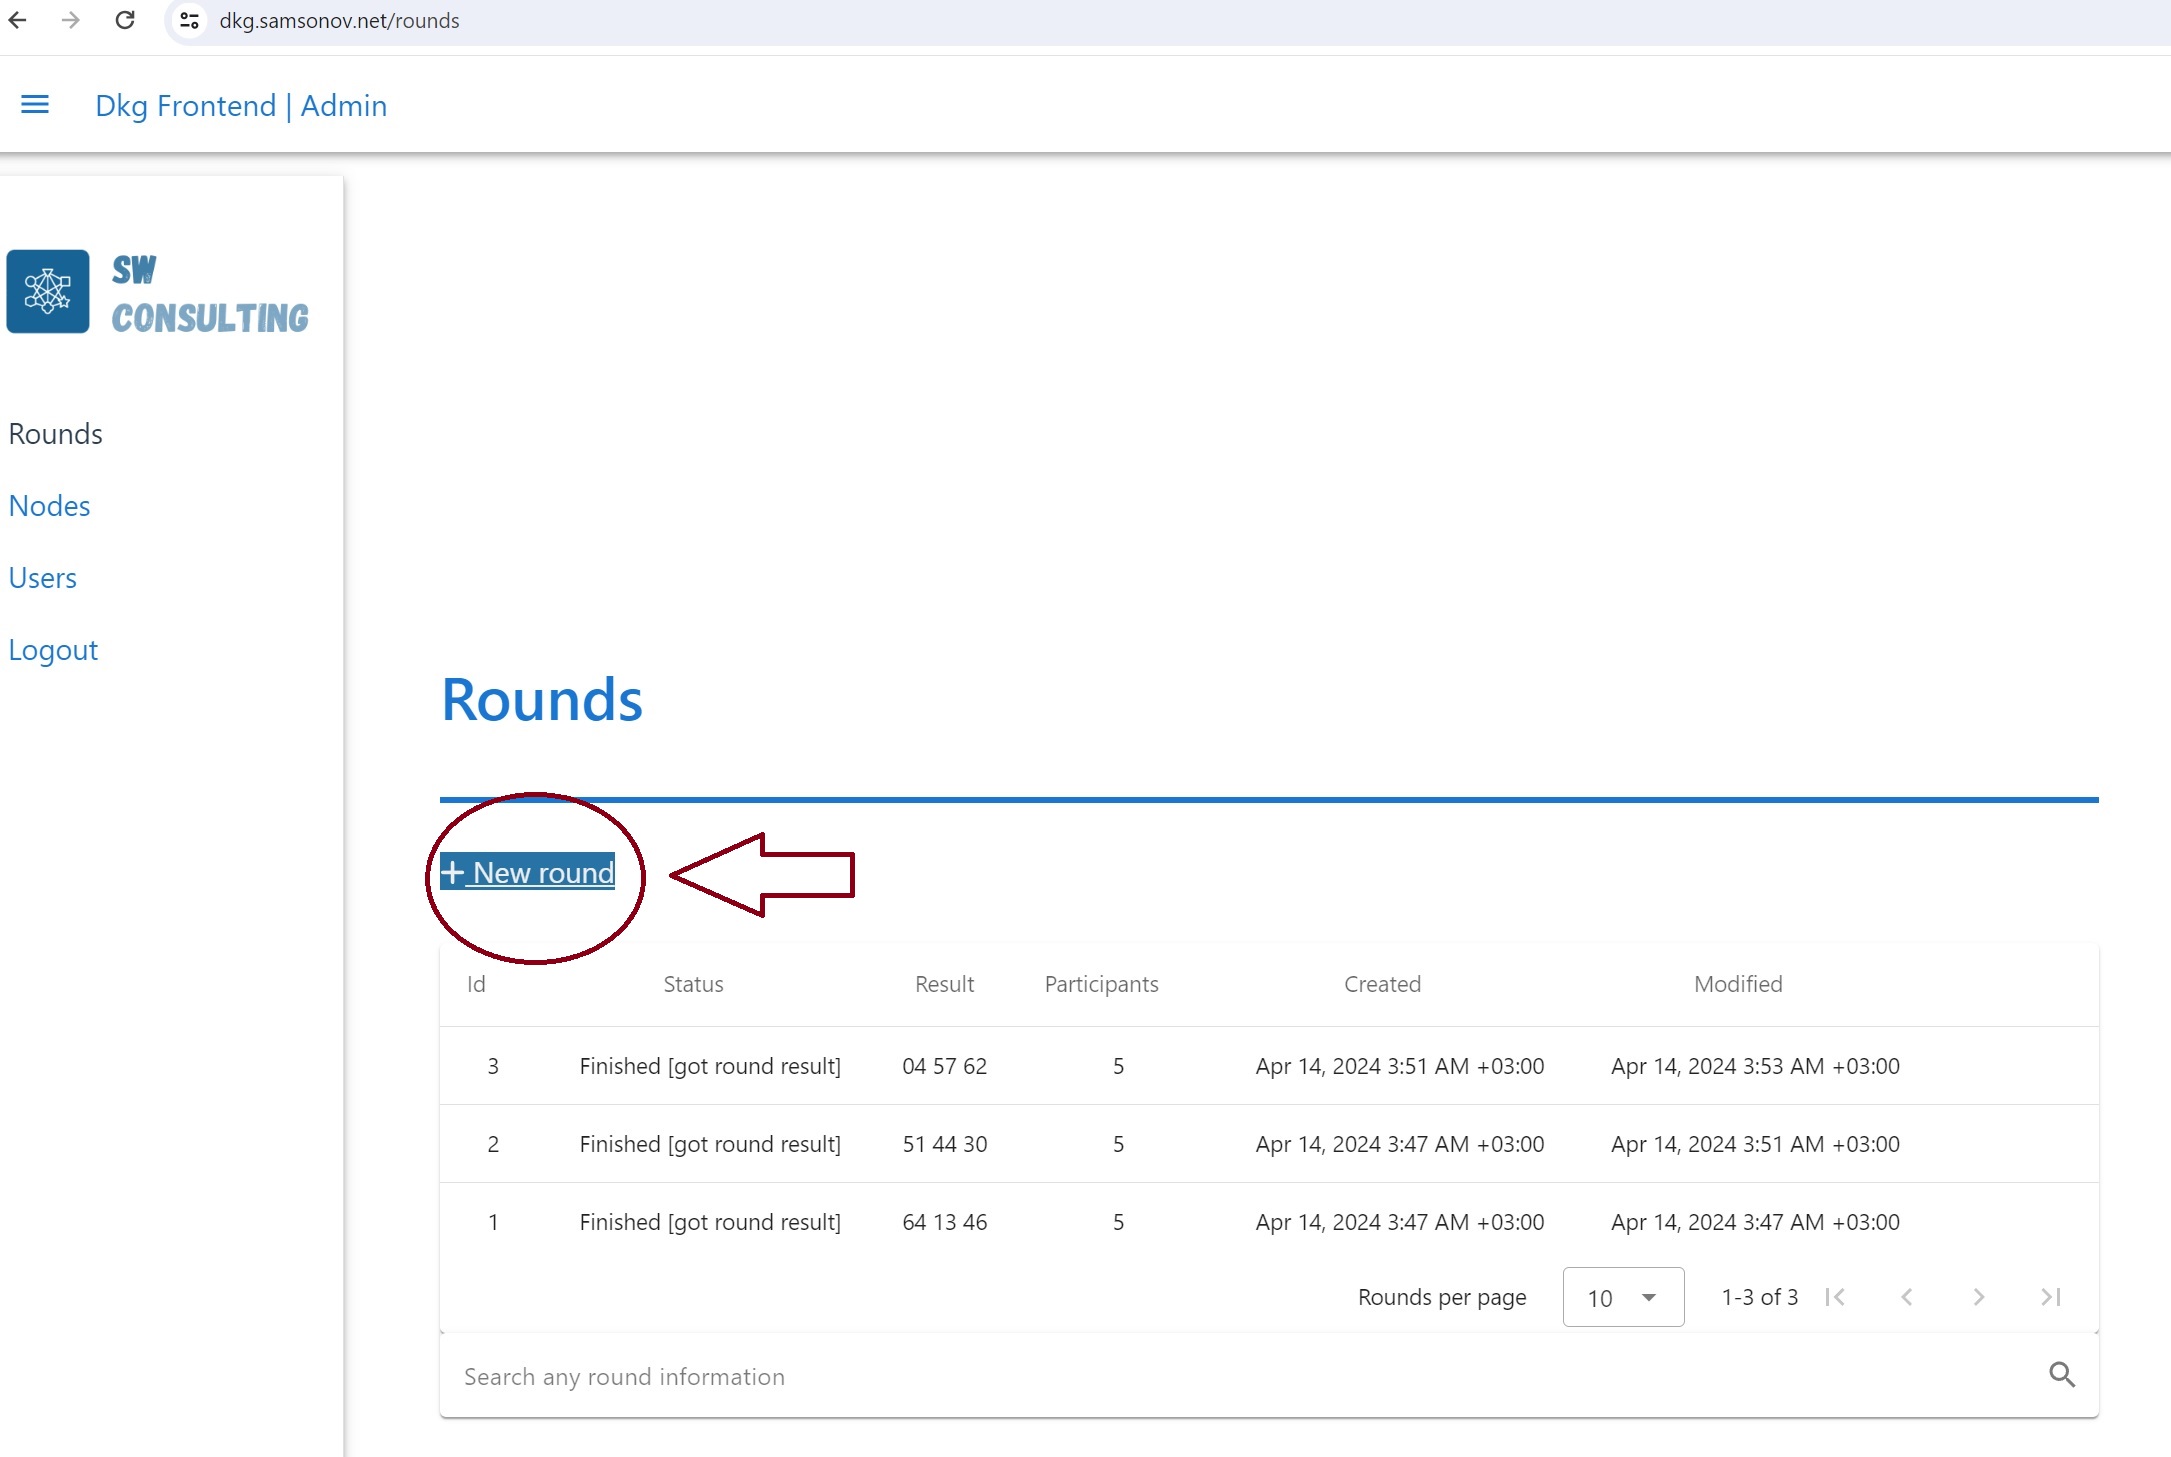 dkg.samsonov.net/rounds
Dkg Frontend | Admin
SW
CONSULTING
Rounds
Nodes
Users
Logout
Rounds
+ New round
Id Status Result Participants Created Modified
3 Finished [got round result] 04 57 62 5 Apr 14, 2024 3:51 AM +03:00 Apr 14, 2024 3:53 AM +03:00
2 Finished [got round result] 51 44 30 5 Apr 14, 2024 3:47 AM +03:00 Apr 14, 2024 3:51 AM +03:00
1 Finished [got round result] 64 13 46 5 Apr 14, 2024 3:47 AM +03:00 Apr 14, 2024 3:47 AM +03:00
Rounds per page 10 1-3 of 3
Search any round information